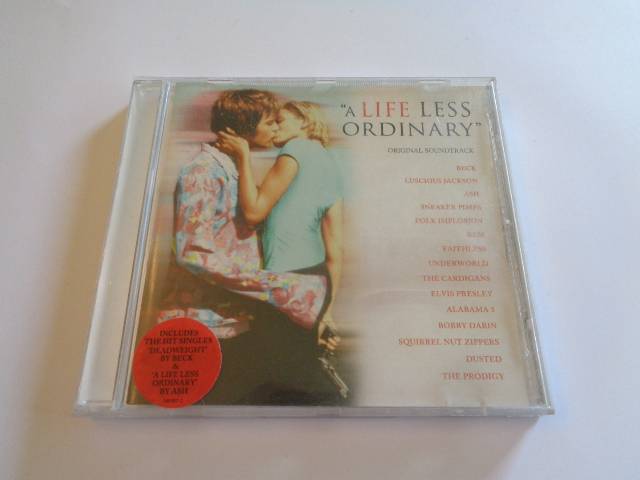 "A LIFE LESS
ORDINARY"
ORIGINAL SOUNDTRACK
BECK
LUSCIOUS JACKSON
ASH
SNEAKER PIMPS
FOLK IMPLOSION
REM
FAITHLESS
UNDERWORLD
THE CARDIGANS
ELVIS PRESLEY
ALABAMA 3
BOBBY DARIN
SQUIRREL NUT ZIPPERS
DUSTED
THE PRODIGY
INCLUDES
THE HIT SINGLES
'DEADWEIGHT'
BY BECK
&
'A LIFE LESS
ORDINARY'
BY ASH